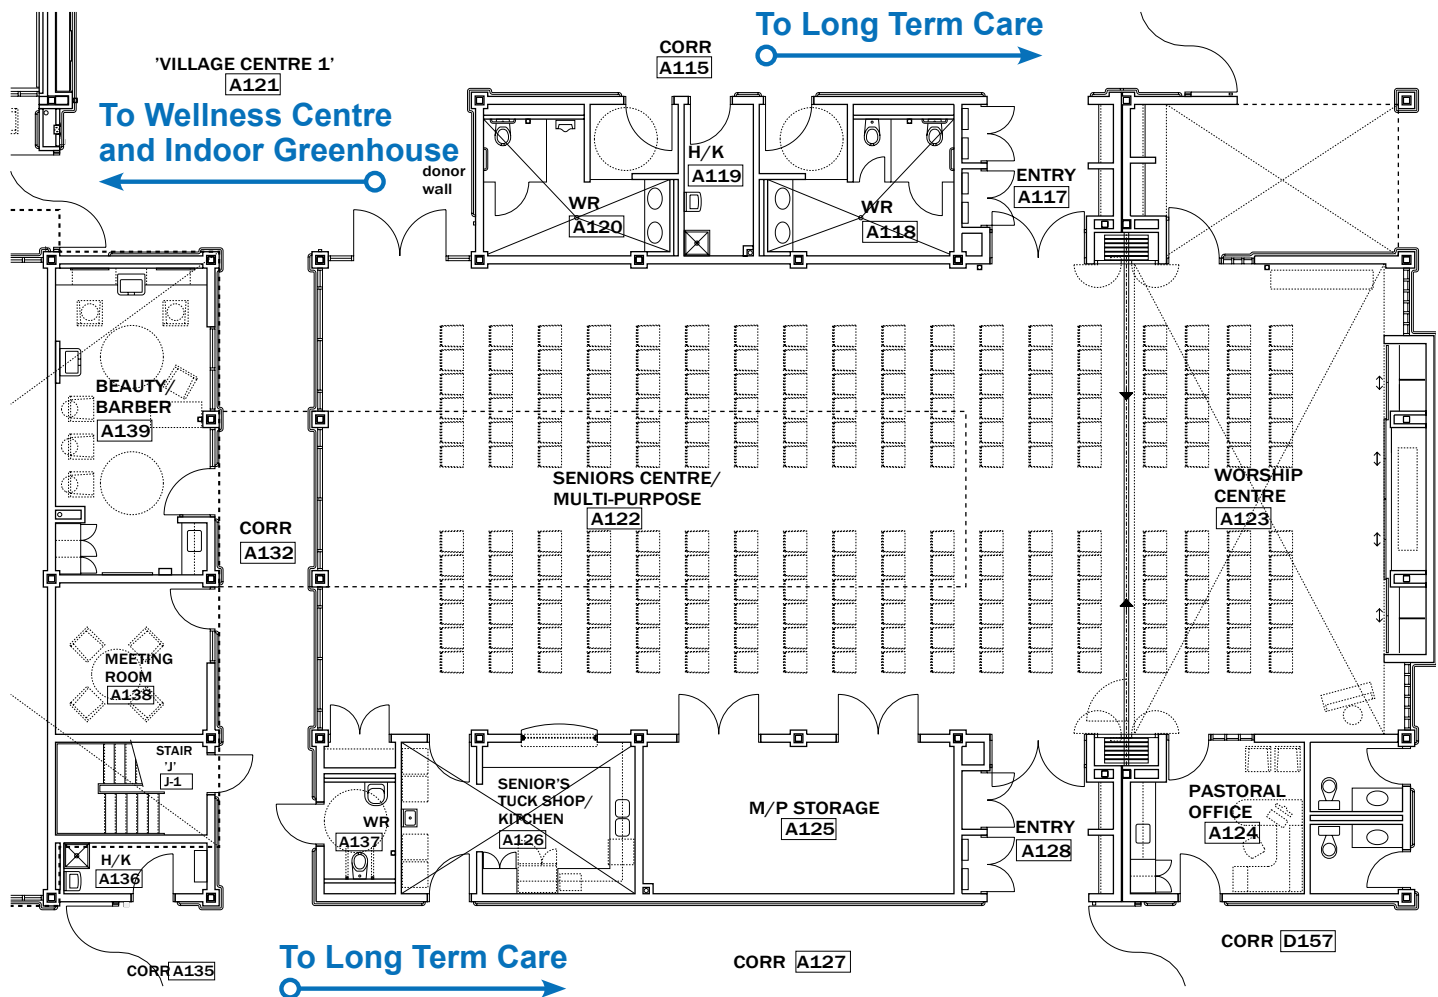 To Long Term Care
CORR
A115
'VILLAGE CENTRE 1'
A121
To Wellness Centre
and Indoor Greenhouse
donor
wall
H/K
A119
ENTRY
A117
WR
A120
WR
A118
BEAUTY/
BARBER
A139
SENIORS CENTRE/
MULTI-PURPOSE
A122
WORSHIP
CENTRE
A123
CORR
A132
MEETING
ROOM
A138
STAIR
'J'
J-1
SENIOR'S
TUCK SHOP/
KITCHEN
A126
M/P STORAGE
A125
PASTORAL
OFFICE
A124
WR
A137
ENTRY
A128
H/K
A136
To Long Term Care
CORR A135
CORR A127
CORR D157